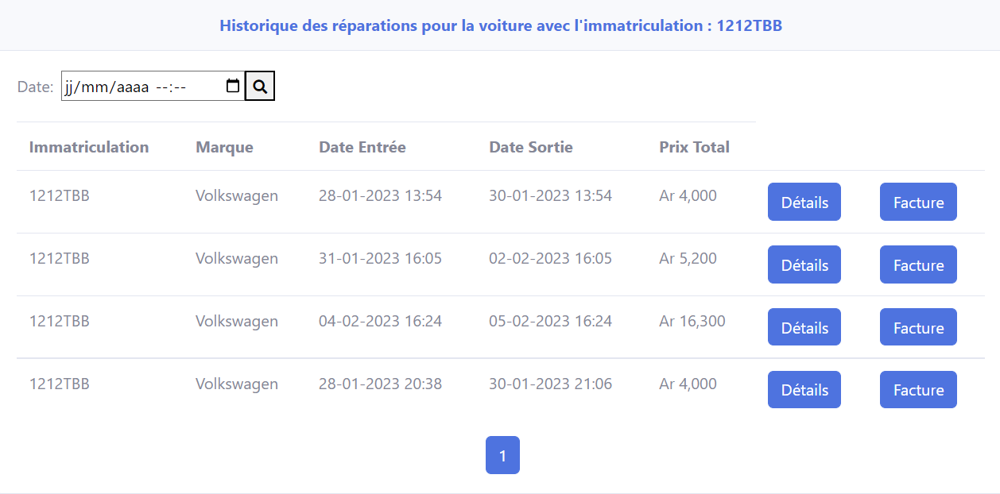 Historique des réparations pour la voiture avec l'immatriculation : 1212TBB
Date: jj/mm/aaaa --:--
Immatriculation Marque Date Entrée Date Sortie Prix Total
1212TBB Volkswagen 28-01-2023 13:54 30-01-2023 13:54 Ar 4,000 Détails Facture
1212TBB Volkswagen 31-01-2023 16:05 02-02-2023 16:05 Ar 5,200 Détails Facture
1212TBB Volkswagen 04-02-2023 16:24 05-02-2023 16:24 Ar 16,300 Détails Facture
1212TBB Volkswagen 28-01-2023 20:38 30-01-2023 21:06 Ar 4,000 Détails Facture
1